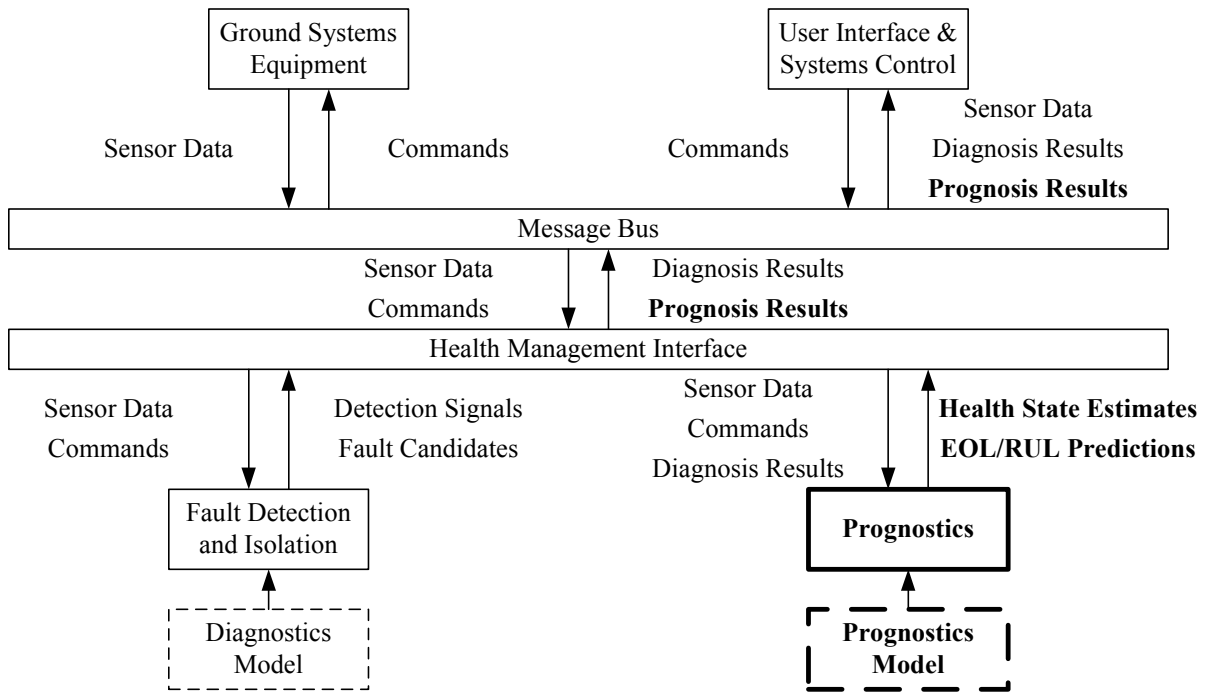 Ground Systems
Equipment
User Interface &
Systems Control
Sensor Data
Commands
Commands
Sensor Data
Diagnosis Results
Prognosis Results
Message Bus
Sensor Data
Commands
Diagnosis Results
Prognosis Results
Health Management Interface
Sensor Data
Commands
Detection Signals
Fault Candidates
Sensor Data
Commands
Diagnosis Results
Health State Estimates
EOL/RUL Predictions
Fault Detection
and Isolation
Prognostics
Diagnostics
Model
Prognostics
Model